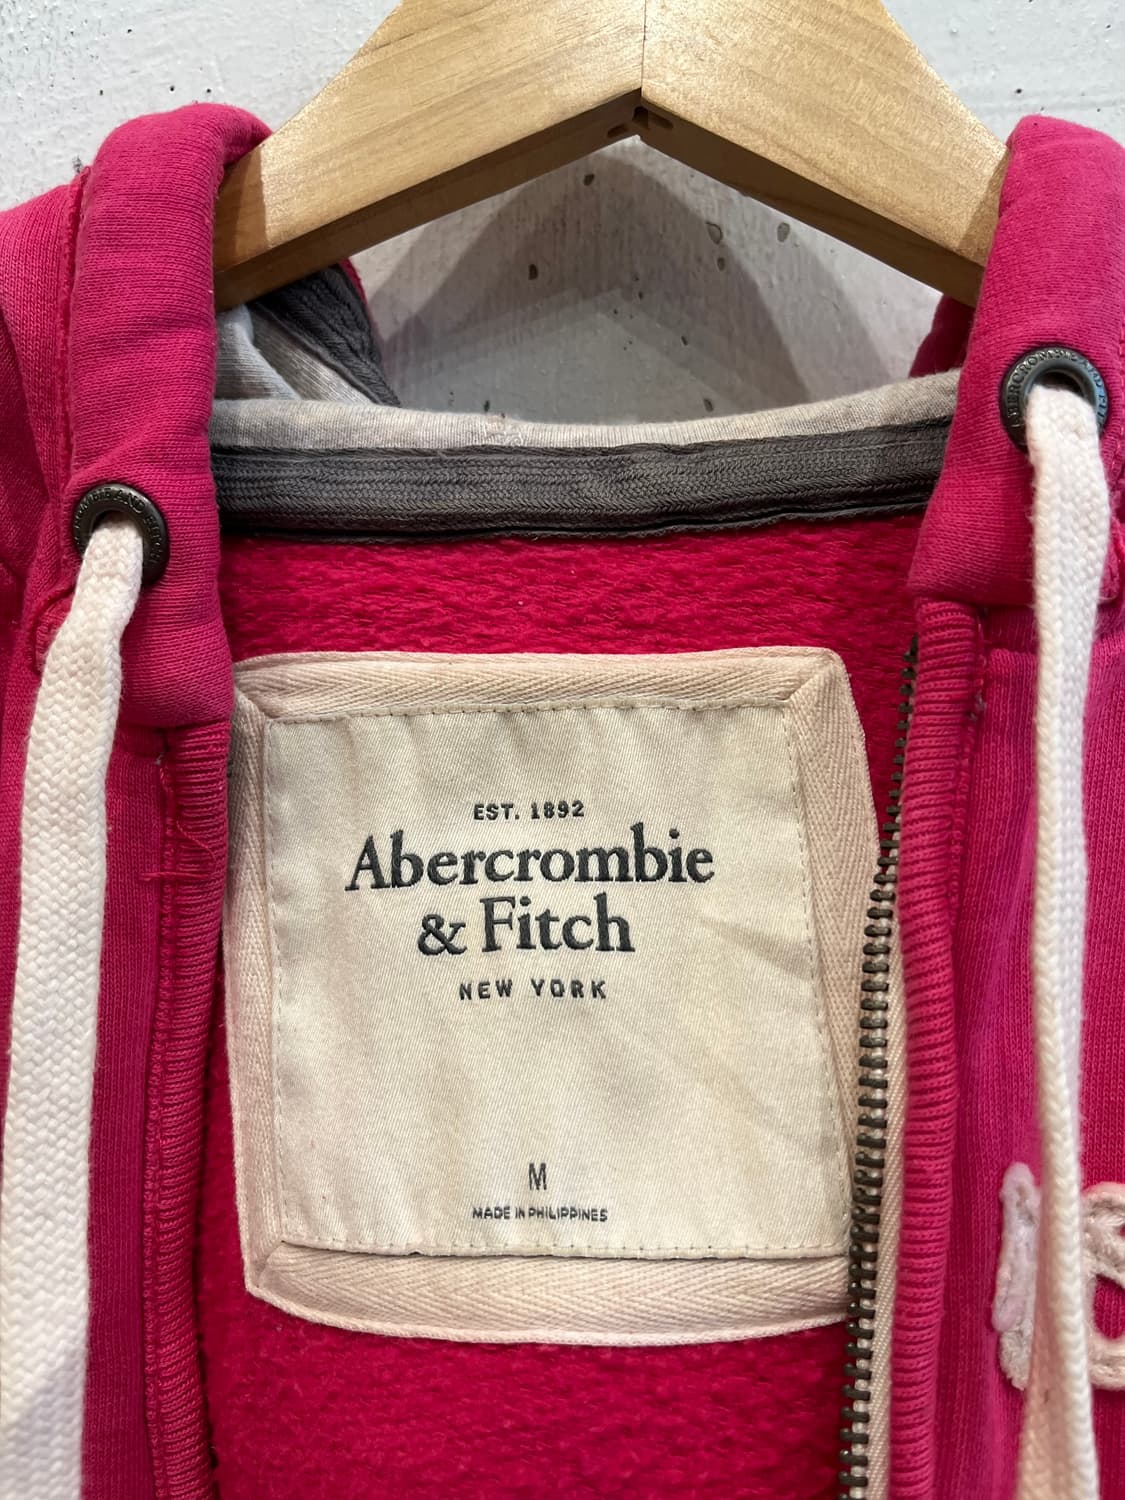 EST. 1892
Abercrombie
& Fitch
NEW YORK
M
MADE IN PHILIPPINES